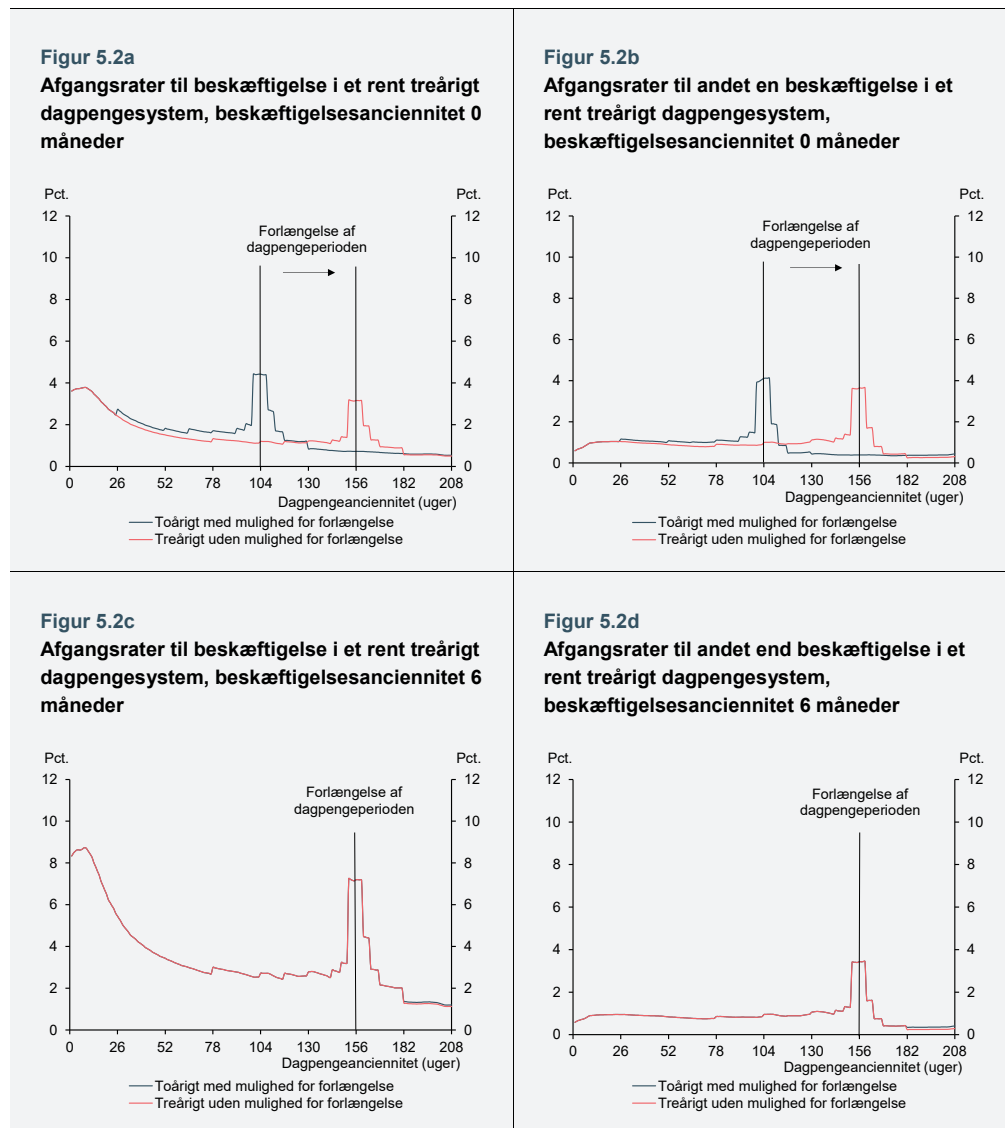 Figur 5.2a
Afgangsrater til beskæftigelse i et rent treårigt
dagpengesystem, beskæftigelsesanciennitet 0
måneder
Pct.
Pct.
12
12
10
10
8
8
6
6
4
4
2
2
0
0
Forlængelse af
dagpengeperioden
0 26 52 78 104 130 156 182 208
Dagpengeanciennitet (uger)
Toårigt med mulighed for forlængelse
Treårigt uden mulighed for forlængelse
Figur 5.2b
Afgangsrater til andet en beskæftigelse i et
rent treårigt dagpengesystem,
beskæftigelsesanciennitet 0 måneder
Pct.
Pct.
12
12
10
10
8
8
6
6
4
4
2
2
0
0
Forlængelse af
dagpengeperioden
0 26 52 78 104 130 156 182 208
Dagpengeanciennitet (uger)
Toårigt med mulighed for forlængelse
Treårigt uden mulighed for forlængelse
Figur 5.2c
Afgangsrater til beskæftigelse i et rent treårigt
dagpengesystem, beskæftigelsesanciennitet 6
måneder
Pct.
Pct.
12
12
10
10
8
8
6
6
4
4
2
2
0
0
Forlængelse af
dagpengeperioden
0 26 52 78 104 130 156 182 208
Dagpengeanciennitet (uger)
Toårigt med mulighed for forlængelse
Treårigt uden mulighed for forlængelse
Figur 5.2d
Afgangsrater til andet end beskæftigelse i et
rent treårigt dagpengesystem,
beskæftigelsesanciennitet 6 måneder
Pct.
Pct.
12
12
10
10
8
8
6
6
4
4
2
2
0
0
Forlængelse af
dagpengeperioden
0 26 52 78 104 130 156 182 208
Dagpengeanciennitet (uger)
Toårigt med mulighed for forlængelse
Treårigt uden mulighed for forlængelse